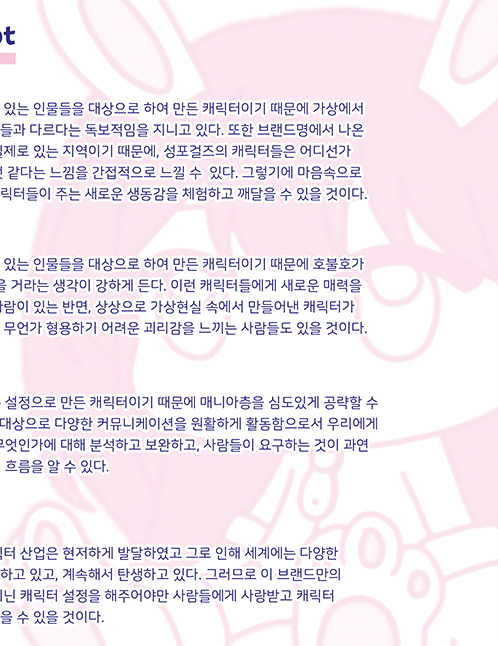 pt
있는 인물들을 대상으로 하여 만든 캐릭터이기 때문에 가상에서
들과 다르다는 독보적임을 지니고 있다. 또한 브랜드명에서 나온
실제로 있는 지역이기 때문에, 성포걸즈의 캐릭터들은 어디선가
것 같다는 느낌을 간접적으로 느낄 수 있다. 그렇기에 마음속으로
릭터들이 주는 새로운 생동감을 체험하고 깨달을 수 있을 것이다.
있는 인물들을 대상으로 하여 만든 캐릭터이기 때문에 호불호가
을 거라는 생각이 강하게 든다. 이런 캐릭터들에게 새로운 매력을
사람이 있는 반면, 상상으로 가상현실 속에서 만들어낸 캐릭터가
무언가 형용하기 어려운 괴리감을 느끼는 사람들도 있을 것이다.
설정으로 만든 캐릭터이기 때문에 매니아층을 심도있게 공략할 수
대상으로 다양한 커뮤니케이션을 원활하게 활동함으로서 우리에게
무엇인가에 대해 분석하고 보완하고, 사람들이 요구하는 것이 과연
흐름을 알 수 있다.
릭터 산업은 현저하게 발달하였고 그로 인해 세계에는 다양한
하고 있고, 계속해서 탄생하고 있다. 그러므로 이 브랜드만의
지닌 캐릭터 설정을 해주어야만 사람들에게 사랑받고 캐릭터
을 수 있을 것이다.